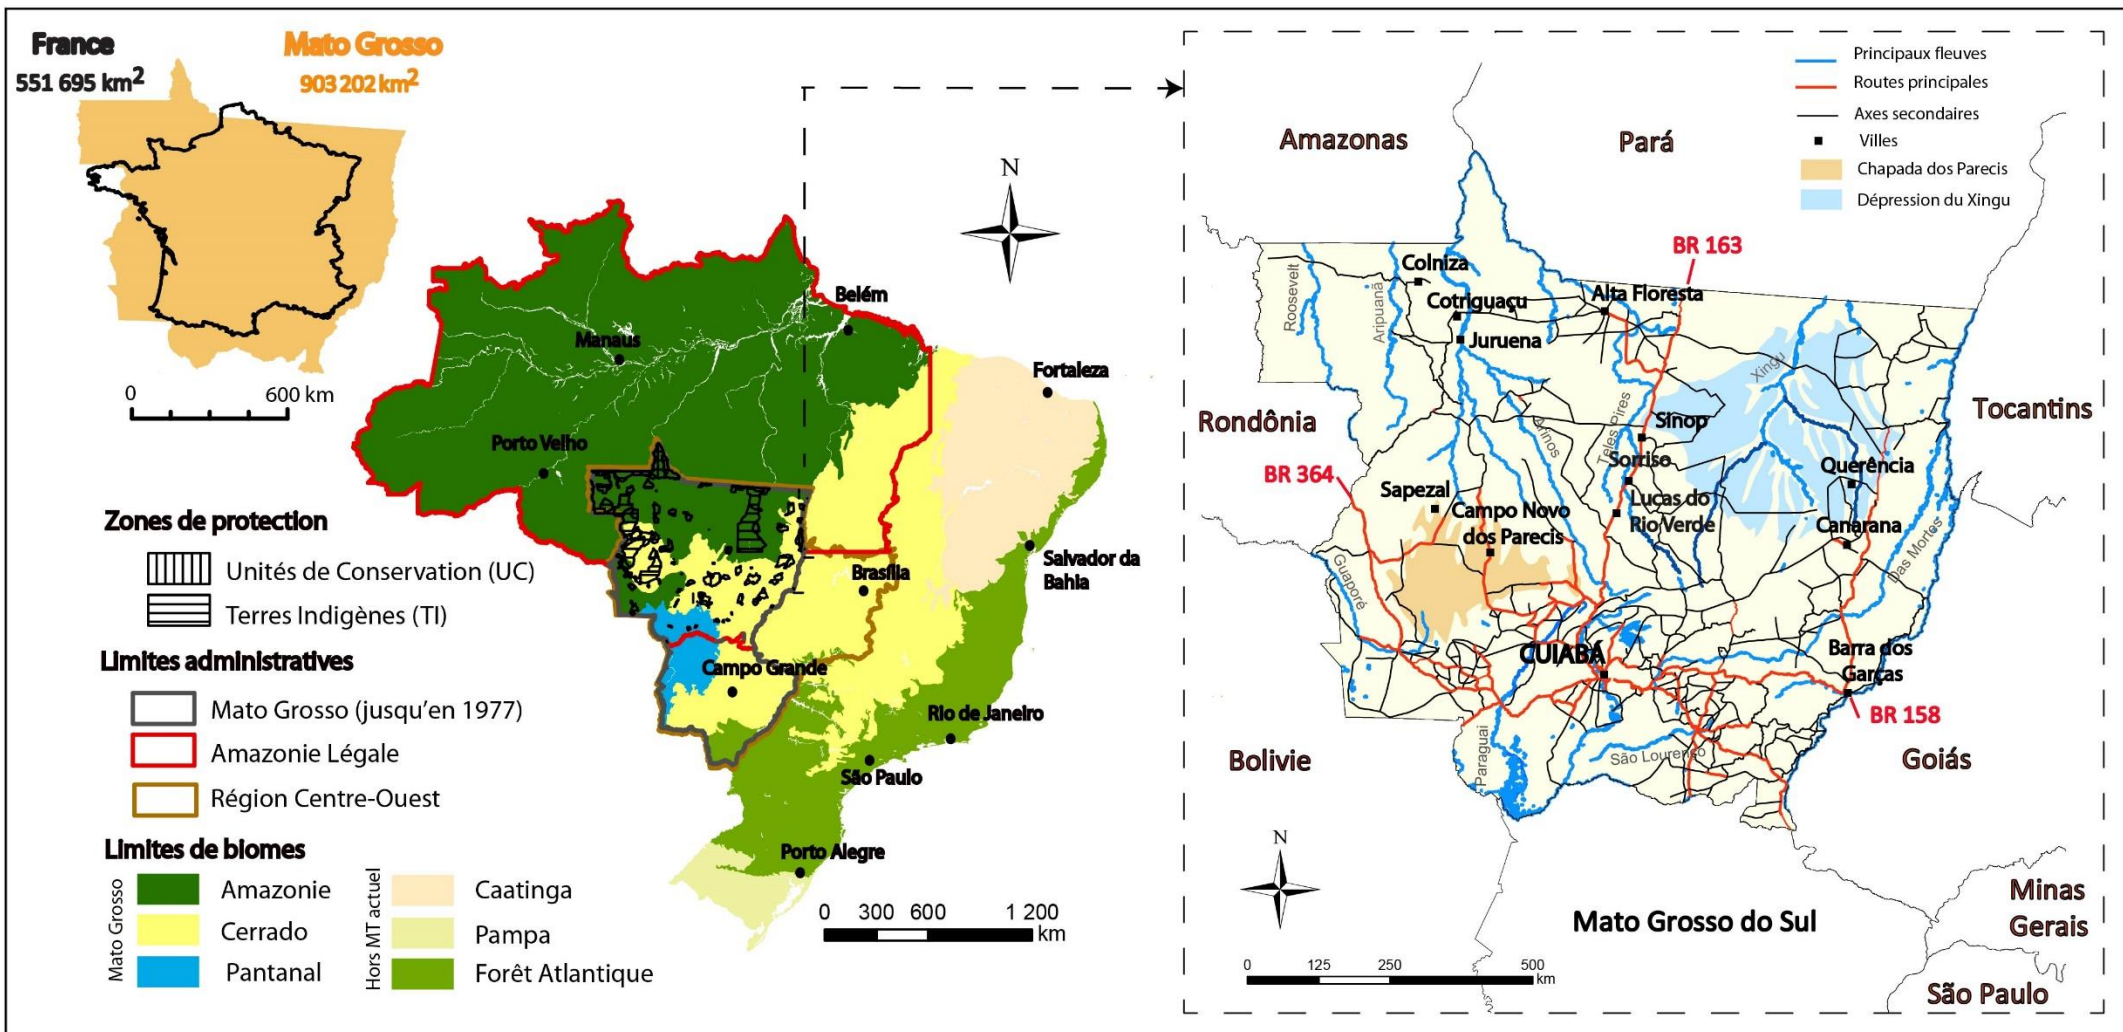 France
551 695 km²
Mato Grosso
903 202 km²
0 600 km
Zones de protection
Unités de Conservation (UC)
Terres Indigènes (TI)
Limites administratives
Mato Grosso (jusqu'en 1977)
Amazonie Légale
Région Centre-Ouest
Limites de biomes
Mato Grosso
Amazonie
Cerrado
Pantanal
Hors MT actuel
Caatinga
Pampa
Forêt Atlantique
N
Belém
Manaus
Fortaleza
Porto Velho
Salvador da
Bahia
Brasília
Campo Grande
Rio de Janeiro
São Paulo
Porto Alegre
0 300 600 1 200
km
Principaux fleuves
Routes principales
Axes secondaires
Villes
Chapada dos Parecis
Dépression du Xingu
Amazonas
Pará
BR 163
Colniza
Roosevelt
Aripuanã
Cotriguaçu
Alta Floresta
Juruena
Xingu
Tocantins
Rondônia
Arinos
Teles Pires
Sinop
Sorriso
Querência
BR 364
Sapezal
Campo Novo
dos Parecis
Lucas do
Rio Verde
Canarana
Das Mortes
Guaporé
CUIABÁ
Barra dos
Garças
BR 158
Bolivie
Paraguai
São Lourenço
Goiás
N
Mato Grosso do Sul
Minas
Gerais
São Paulo
0 125 250 500
km